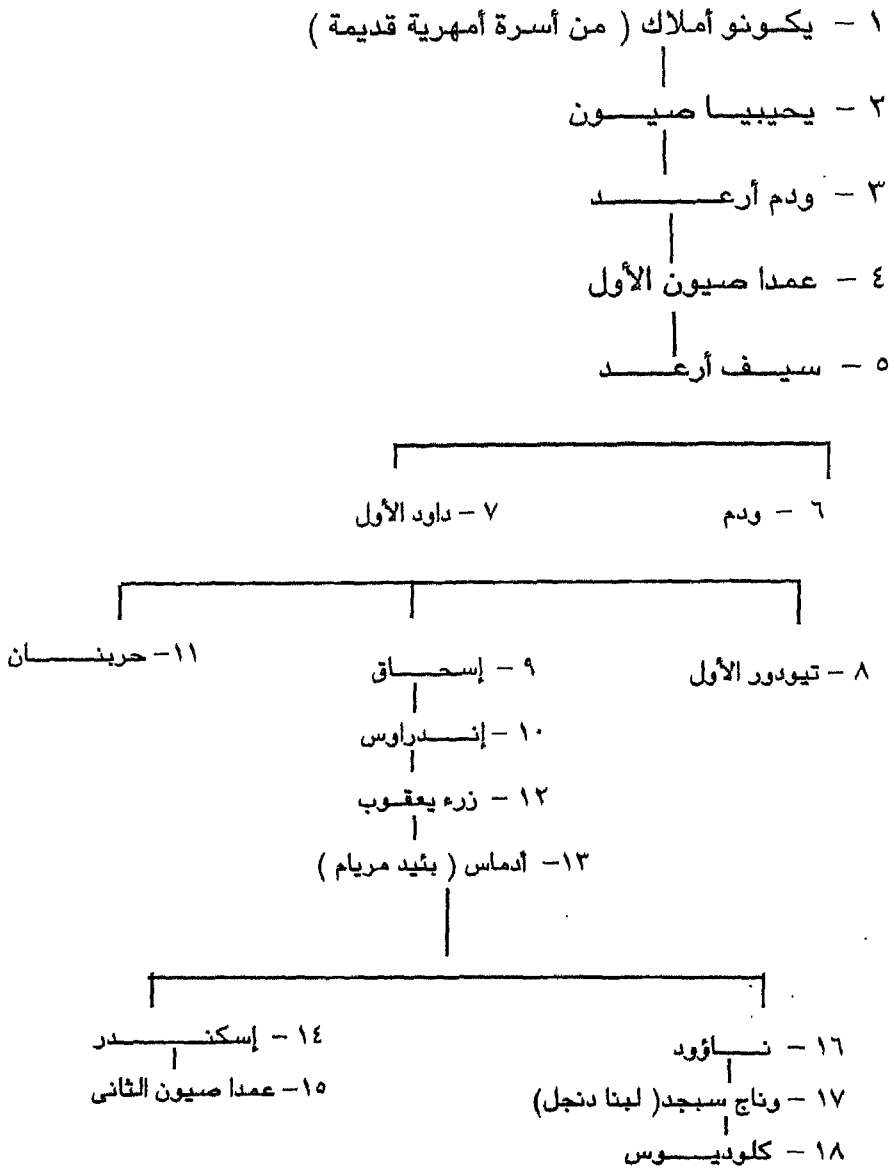 ١ – يكونو أملاك ( من أسرة أمهرية قديمة )
٢ – يحيبيا صيون
٣ – ودم أرعد
٤ – عمدا صيون الأول
٥ – سيف أرعد
٦ – ودم
٧ – داود الأول
٨ – تيودور الأول
٩ – إسحاق
١١ – حربنان
١٠ – إندراوس
١٢ – زرء يعقوب
١٣ – أدماس ( بئيد مريام )
١٦ – ناؤود
١٤ – إسكندر
١٧ – وناج سبجد ( لبنا دنجل )
١٥ – عمدا صيون الثانى
١٨ – كلوديوس